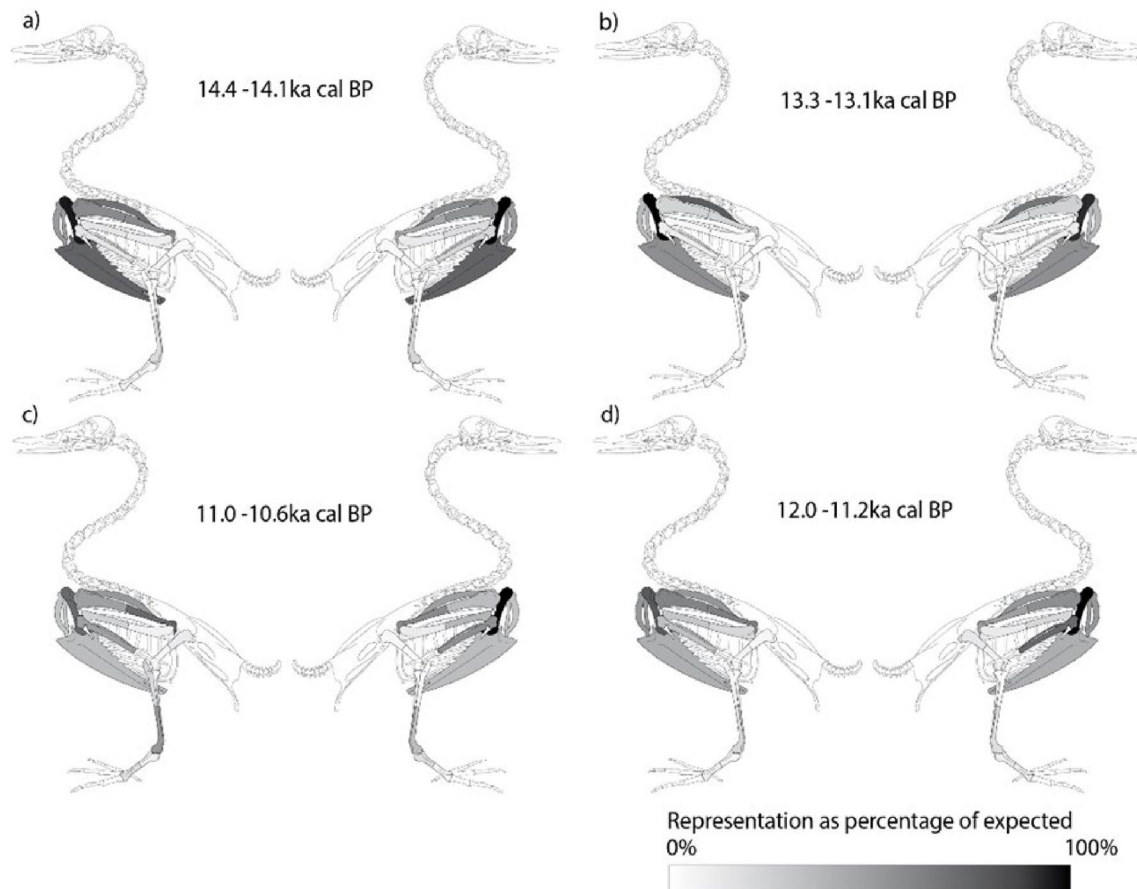 a)
14.4 -14.1ka cal BP
b)
13.3 -13.1ka cal BP
c)
11.0 -10.6ka cal BP
d)
12.0 -11.2ka cal BP
Representation as percentage of expected
0% 100%